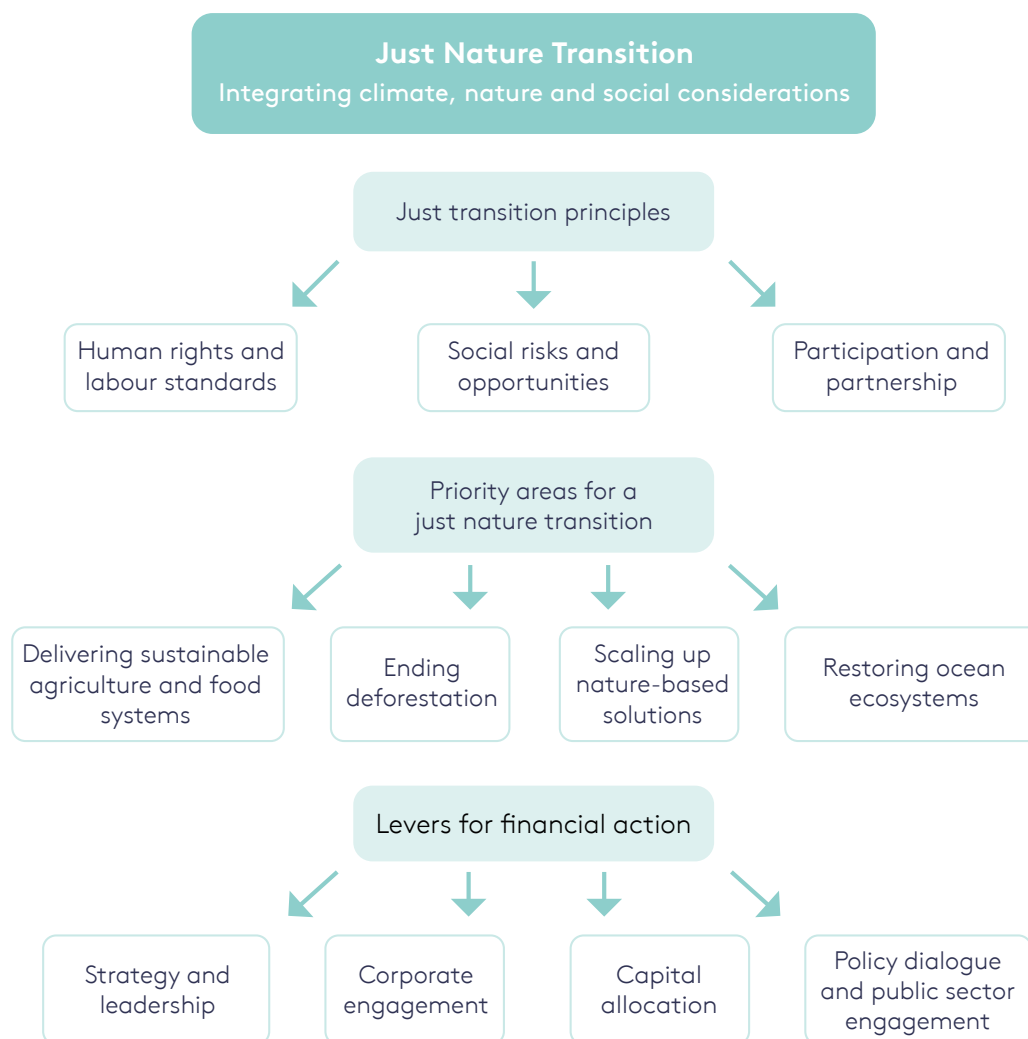 Just Nature Transition
Integrating climate, nature and social considerations
Just transition principles
Human rights and
labour standards
Social risks and
opportunities
Participation and
partnership
Priority areas for a
just nature transition
Delivering sustainable
agriculture and food
systems
Ending
deforestation
Scaling up
nature-based
solutions
Restoring ocean
ecosystems
Levers for financial action
Strategy and
leadership
Corporate
engagement
Capital
allocation
Policy dialogue
and public sector
engagement